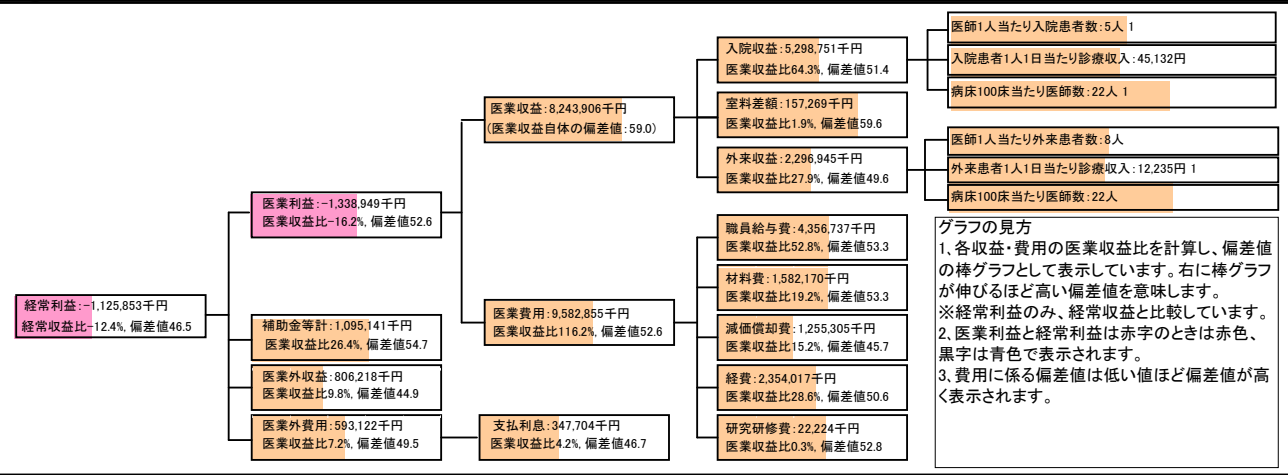 経常利益:-1,125,853千円
経常収支比-12.4%, 偏差値46.5
医業利益:-1,338,949千円
医業収益比-16.2%, 偏差値52.6
補助金等計:1,095,141千円
医業収益比26.4%, 偏差値54.7
医業外収益:806,218千円
医業収益比9.8%, 偏差値44.9
医業外費用:593,122千円
医業収益比7.2%, 偏差値49.5
医業収益:8,243,906千円
(医業収益自体の偏差値:59.0)
医業費用:9,582,855千円
医業収益比116.2%, 偏差値52.6
支払利息:347,704千円
医業収益比4.2%, 偏差値46.7
入院収益:5,298,751千円
医業収益比64.3%, 偏差値51.4
室料差額:157,269千円
医業収益比1.9%, 偏差値59.6
外来収益:2,296,945千円
医業収益比27.9%, 偏差値49.6
職員給与費:4,356,737千円
医業収益比52.8%, 偏差値53.3
材料費:1,582,170千円
医業収益比19.2%, 偏差値53.3
減価償却費:1,255,305千円
医業収益比15.2%, 偏差値45.7
経費:2,354,017千円
医業収益比28.6%, 偏差値50.6
研究研修費:22,224千円
医業収益比0.3%, 偏差値52.8
医師1人当たり入院患者数:5人 1
入院患者1人1日当たり診療収入:45,132円
病床100床当たり医師数:22人 1
医師1人当たり外来患者数:8人
外来患者1人1日当たり診療収入:12,235円 1
病床100床当たり医師数:22人
グラフの見方
1、各収益・費用の医業収益比を計算し、偏差値
の棒グラフとして表示しています。右に棒グラフ
が伸びるほど高い偏差値を意味します。
※経常利益のみ、経常収益と比較しています。
2、医業利益と経常利益は赤字のときは赤色、
黒字は青色で表示されます。
3、費用に係る偏差値は低い値ほど偏差値が高
く表示されます。